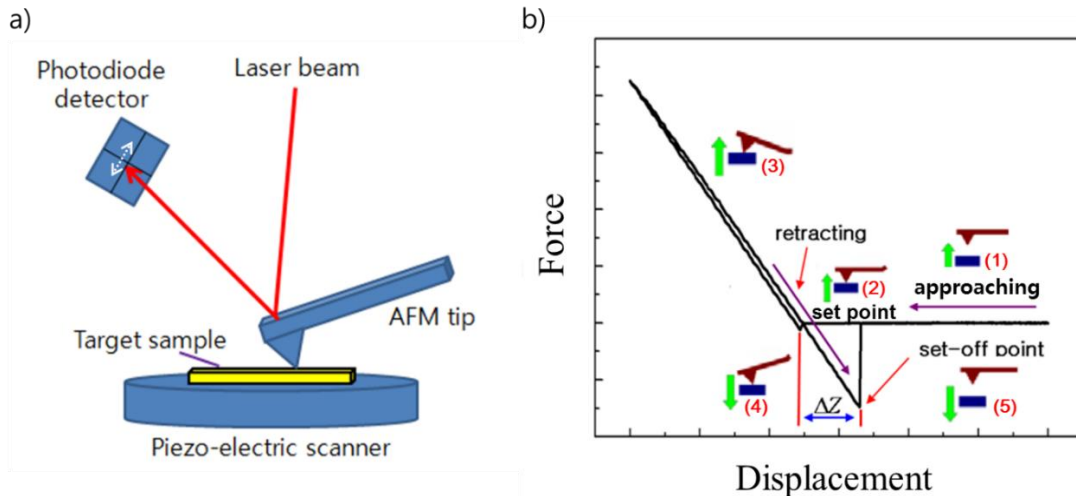 a)
Photodiode
detector
Laser beam
AFM tip
Target sample
Piezo-electric scanner
b)
Force
(3)
retracting
(1)
(2)
approaching
set point
set-off point
(4)
ΔZ
(5)
Displacement